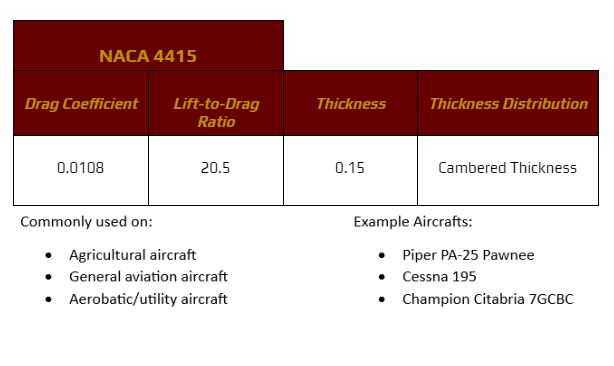 NACA 4415
Drag Coefficient
Lift-to-Drag
Ratio
Thickness
Thickness Distribution
0.0108
20.5
0.15
Cambered Thickness
Commonly used on:
• Agricultural aircraft
• General aviation aircraft
• Aerobatic/utility aircraft
Example Aircrafts:
• Piper PA-25 Pawnee
• Cessna 195
• Champion Citabria 7GCBC